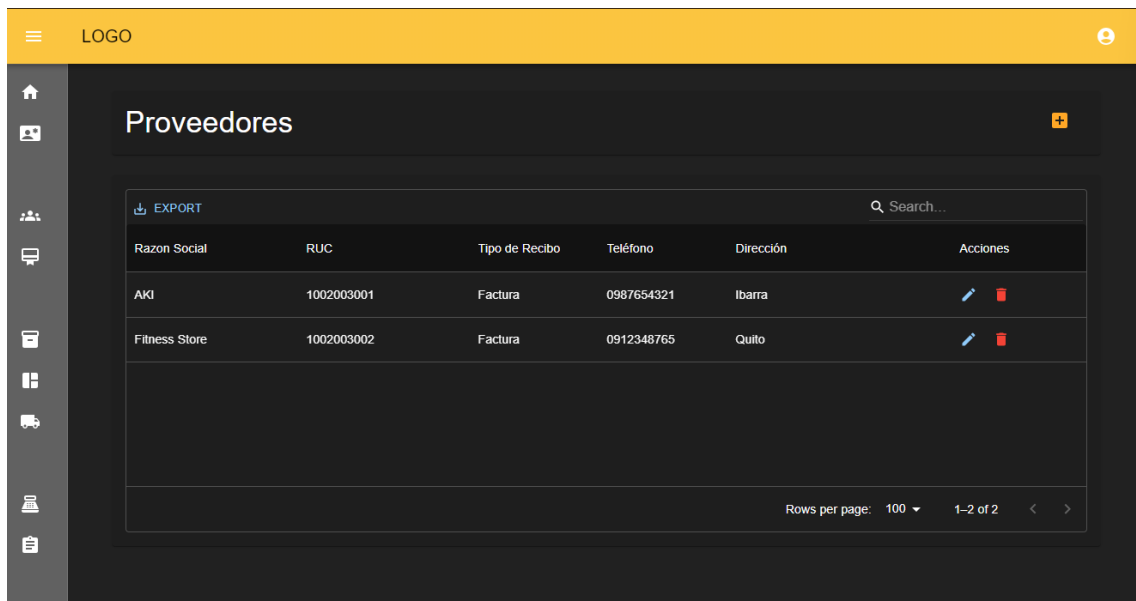 LOGO
Proveedores
EXPORT
Search...
Razon Social RUC Tipo de Recibo Teléfono Dirección Acciones
AKI 1002003001 Factura 0987654321 Ibarra
Fitness Store 1002003002 Factura 0912348765 Quito
Rows per page: 100 1–2 of 2